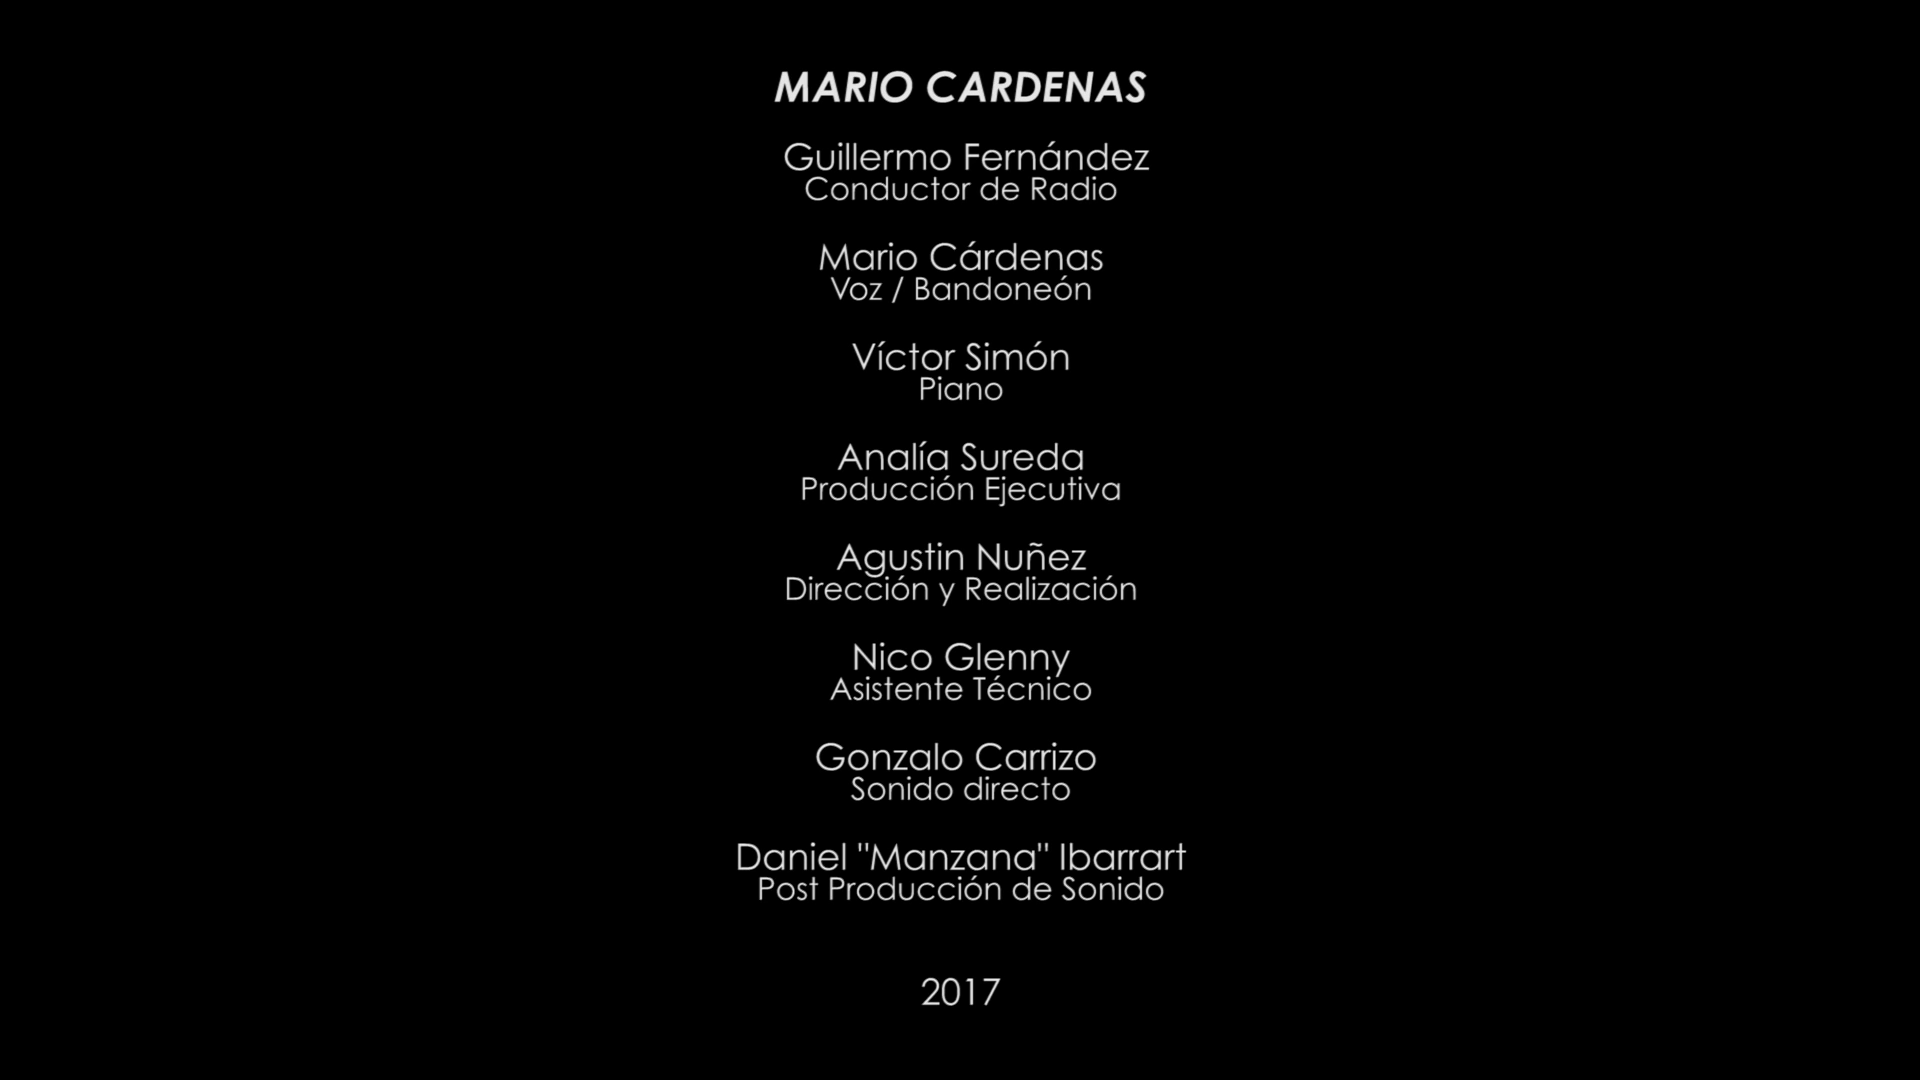 MARIO CARDENAS
Guillermo Fernández
Conductor de Radio
Mario Cárdenas
Voz / Bandoneón
Víctor Simón
Piano
Analía Sureda
Producción Ejecutiva
Agustin Nuñez
Dirección y Realización
Nico Glenny
Asistente Técnico
Gonzalo Carrizo
Sonido directo
Daniel "Manzana" Ibarrart
Post Producción de Sonido
2017